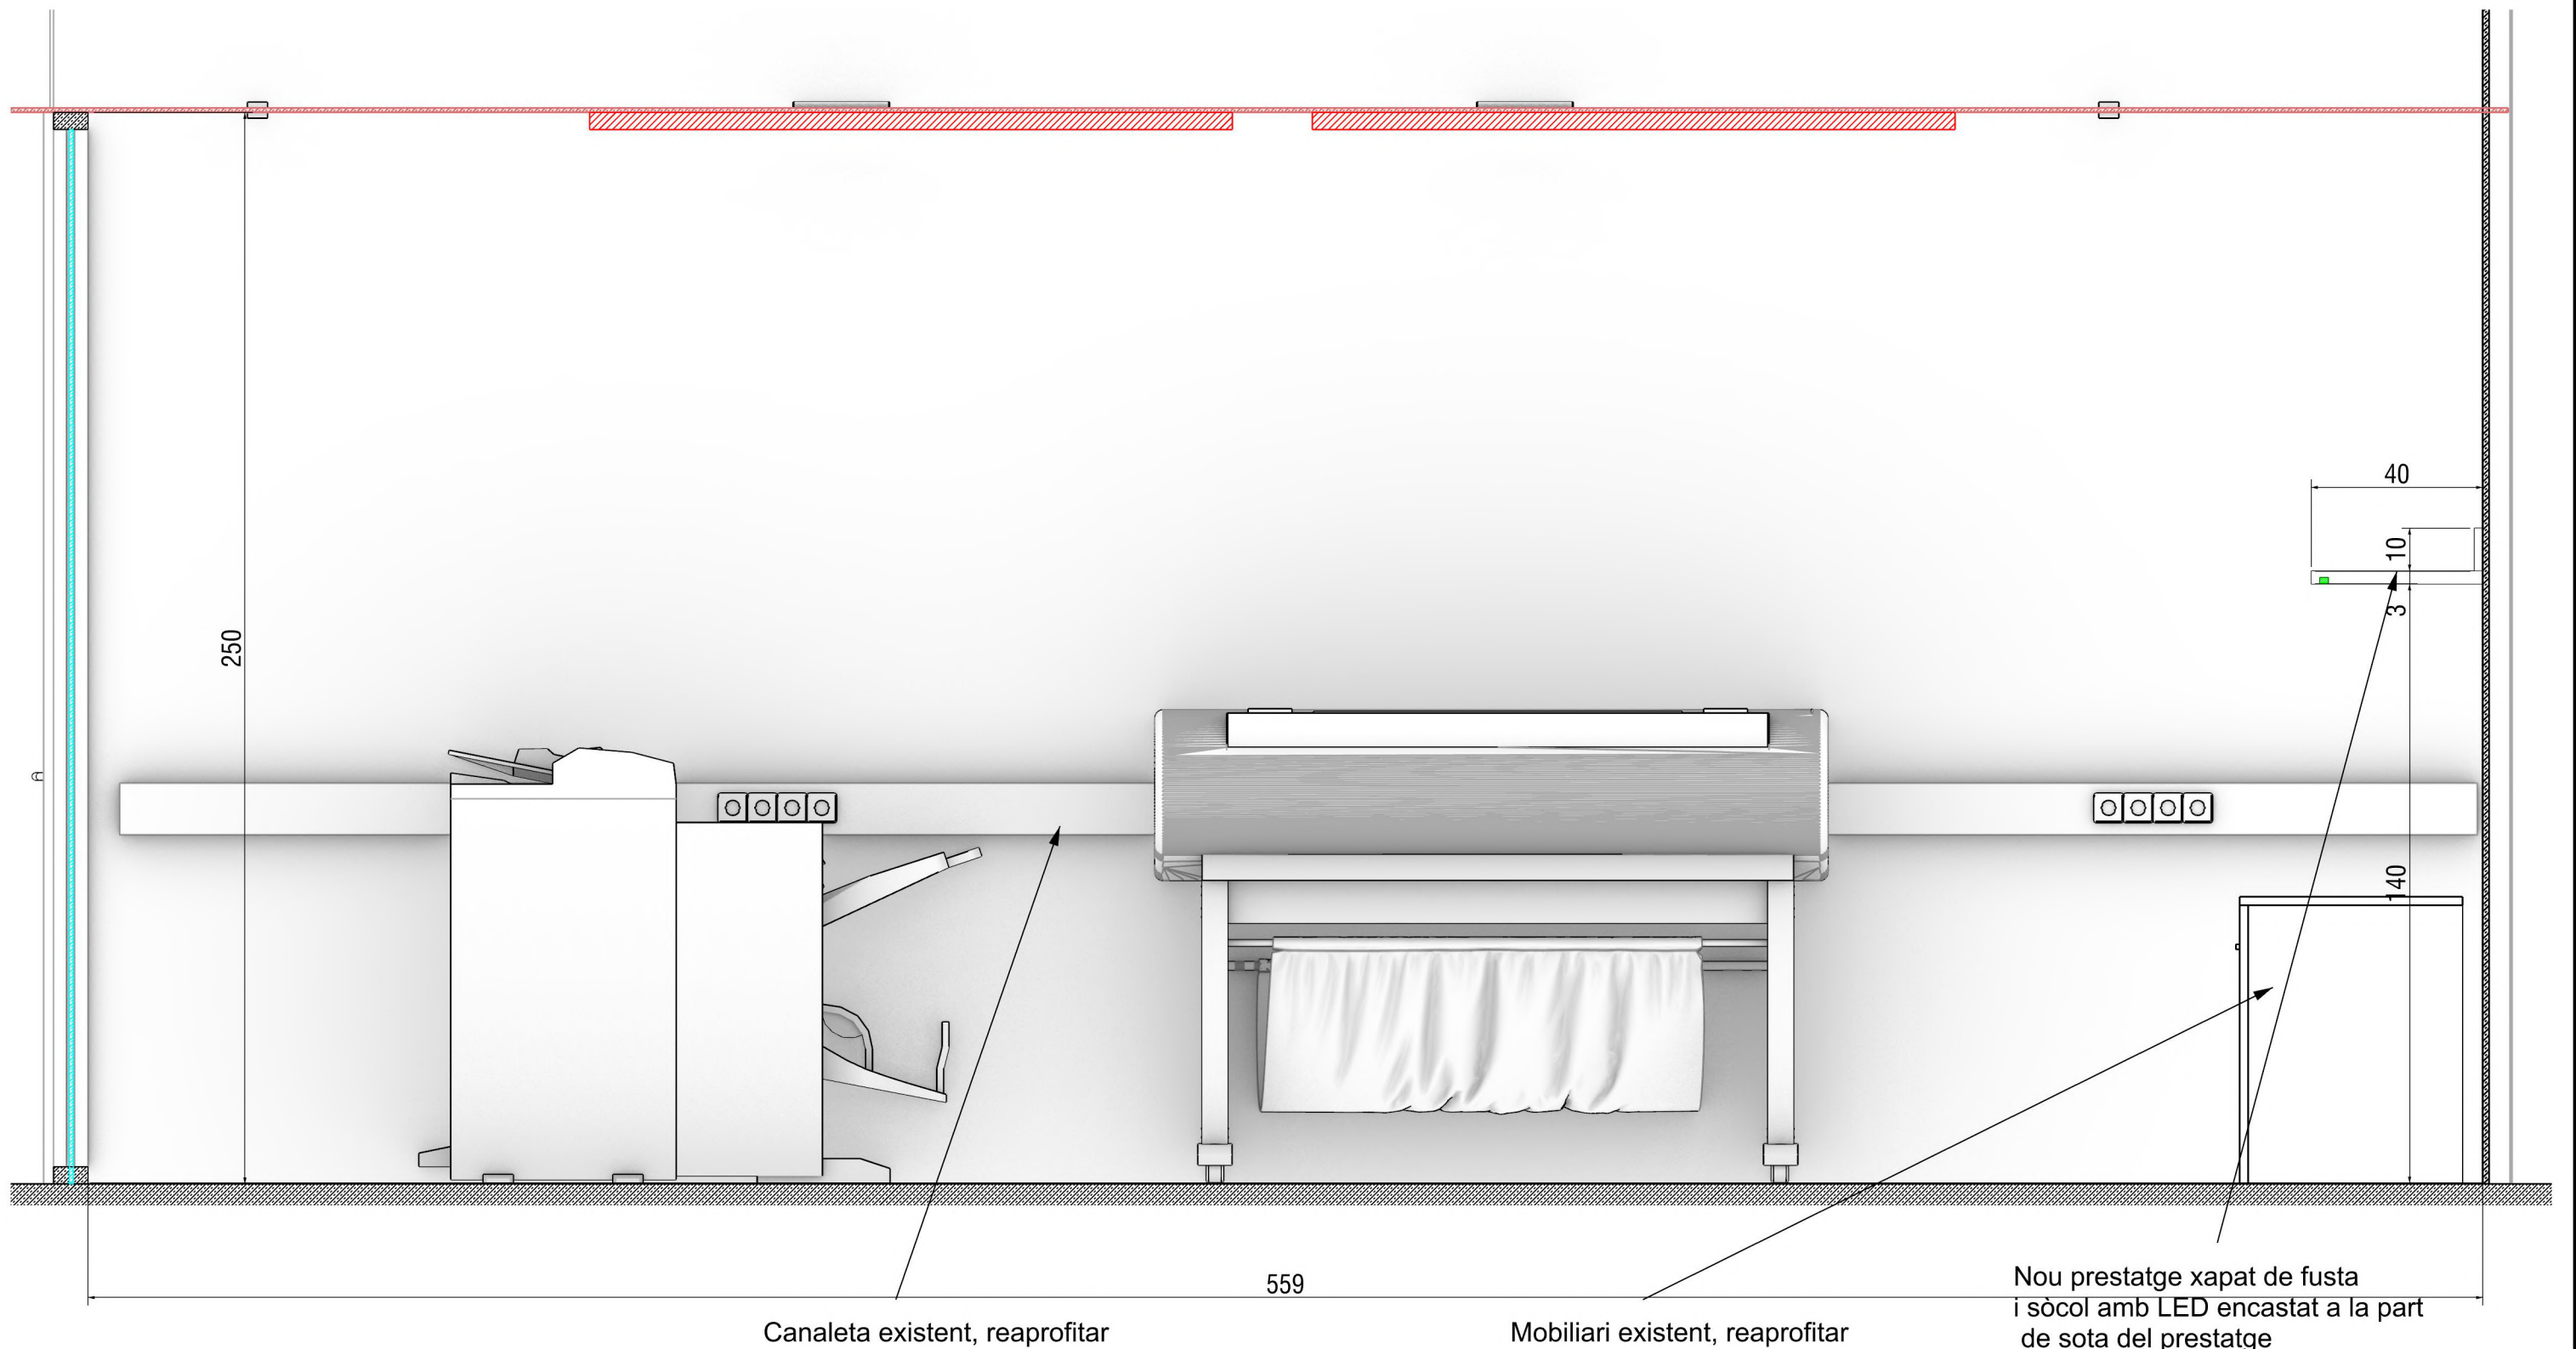 40
10
3
250
140
559
Nou prestatge xapat de fusta
i sòcol amb LED encastat a la part
de sota del prestatge
Canaleta existent, reaprofitar
Mobiliari existent, reaprofitar